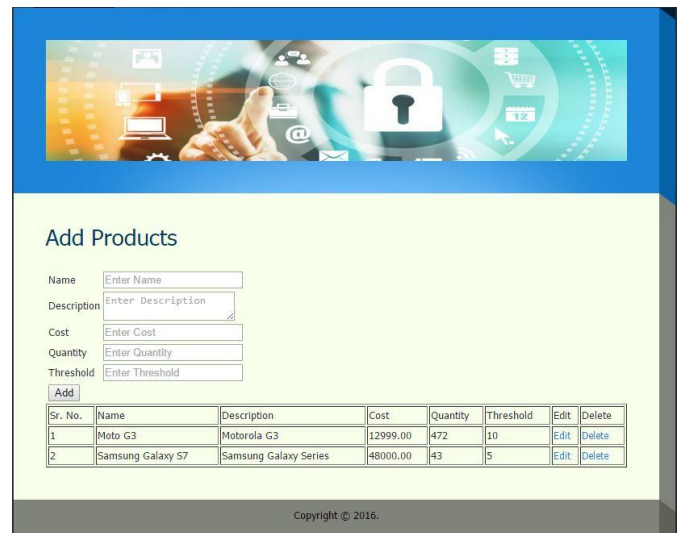 @
12
Add Products
Name Enter Name
Description Enter Description
Cost Enter Cost
Quantity Enter Quantity
Threshold Enter Threshold
Add
Sr. No. Name Description Cost Quantity Threshold Edit Delete
1 Moto G3 Motorola G3 12999.00 472 10 Edit Delete
2 Samsung Galaxy S7 Samsung Galaxy Series 48000.00 43 5 Edit Delete
Copyright © 2016.